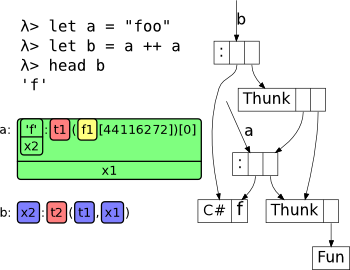 λ> let a = "foo"
λ> let b = a ++ a
λ> head b
'f'
a: 'f' : t1 ( f1 [44116272])[0]
x2
x1
b: x2 : t2 ( t1 , x1 )
b
:
Thunk
a
:
C# f
Thunk
Fun